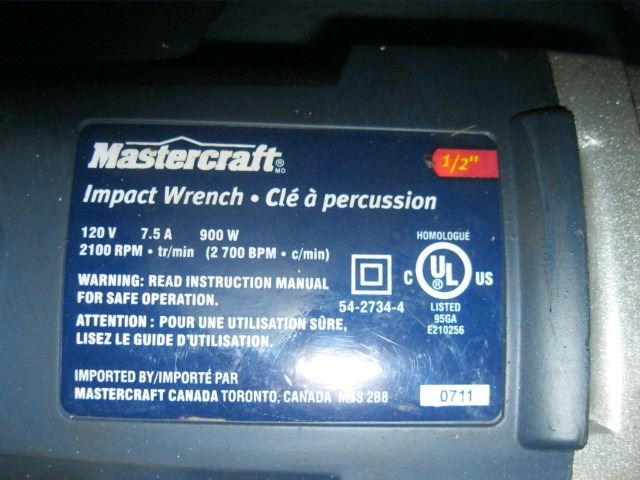 Mastercraft®
MD
1/2"
Impact Wrench • Clé à percussion
120 V 7.5 A 900 W
2100 RPM • tr/min (2 700 BPM • c/min)
WARNING: READ INSTRUCTION MANUAL
FOR SAFE OPERATION.
ATTENTION : POUR UNE UTILISATION SÛRE,
LISEZ LE GUIDE D'UTILISATION.
54-2734-4
HOMOLOGUÉ
C UL® US
LISTED
95GA
E210256
IMPORTED BY/IMPORTÉ PAR
MASTERCRAFT CANADA TORONTO, CANADA M4S 2B8
0711